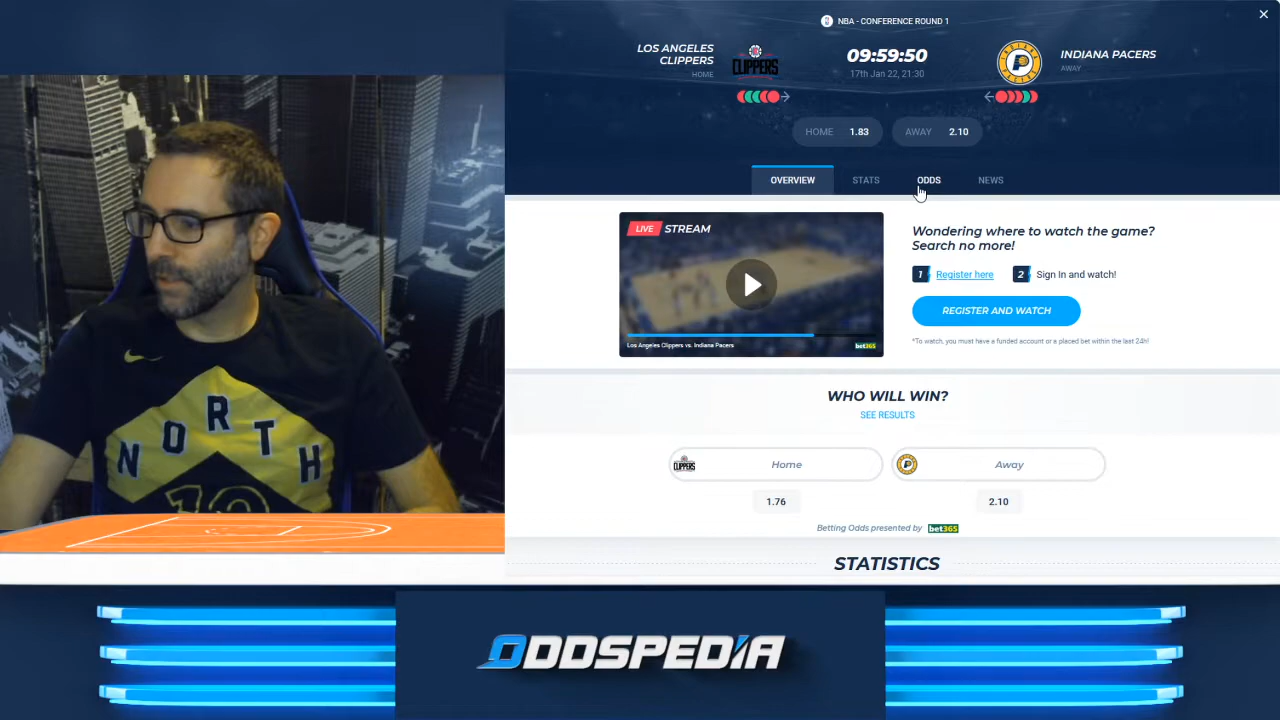 NBA - CONFERENCE ROUND 1
LOS ANGELES
CLIPPERS
HOME
CLIPPERS
09:59:50
17th Jan 22, 21:30
INDIANA PACERS
AWAY
HOME 1.83
AWAY 2.10
OVERVIEW
STATS
ODDS
NEWS
LIVE STREAM
Los Angeles Clippers vs. Indiana Pacers
bet365
Wondering where to watch the game?
Search no more!
1 Register here
2 Sign In and watch!
REGISTER AND WATCH
*To watch, you must have a funded account or a placed bet within the last 24h!
WHO WILL WIN?
SEE RESULTS
CLIPPERS
Home
Away
1.76
2.10
Betting Odds presented by bet365
STATISTICS
NORTH
ODDSPEDIA